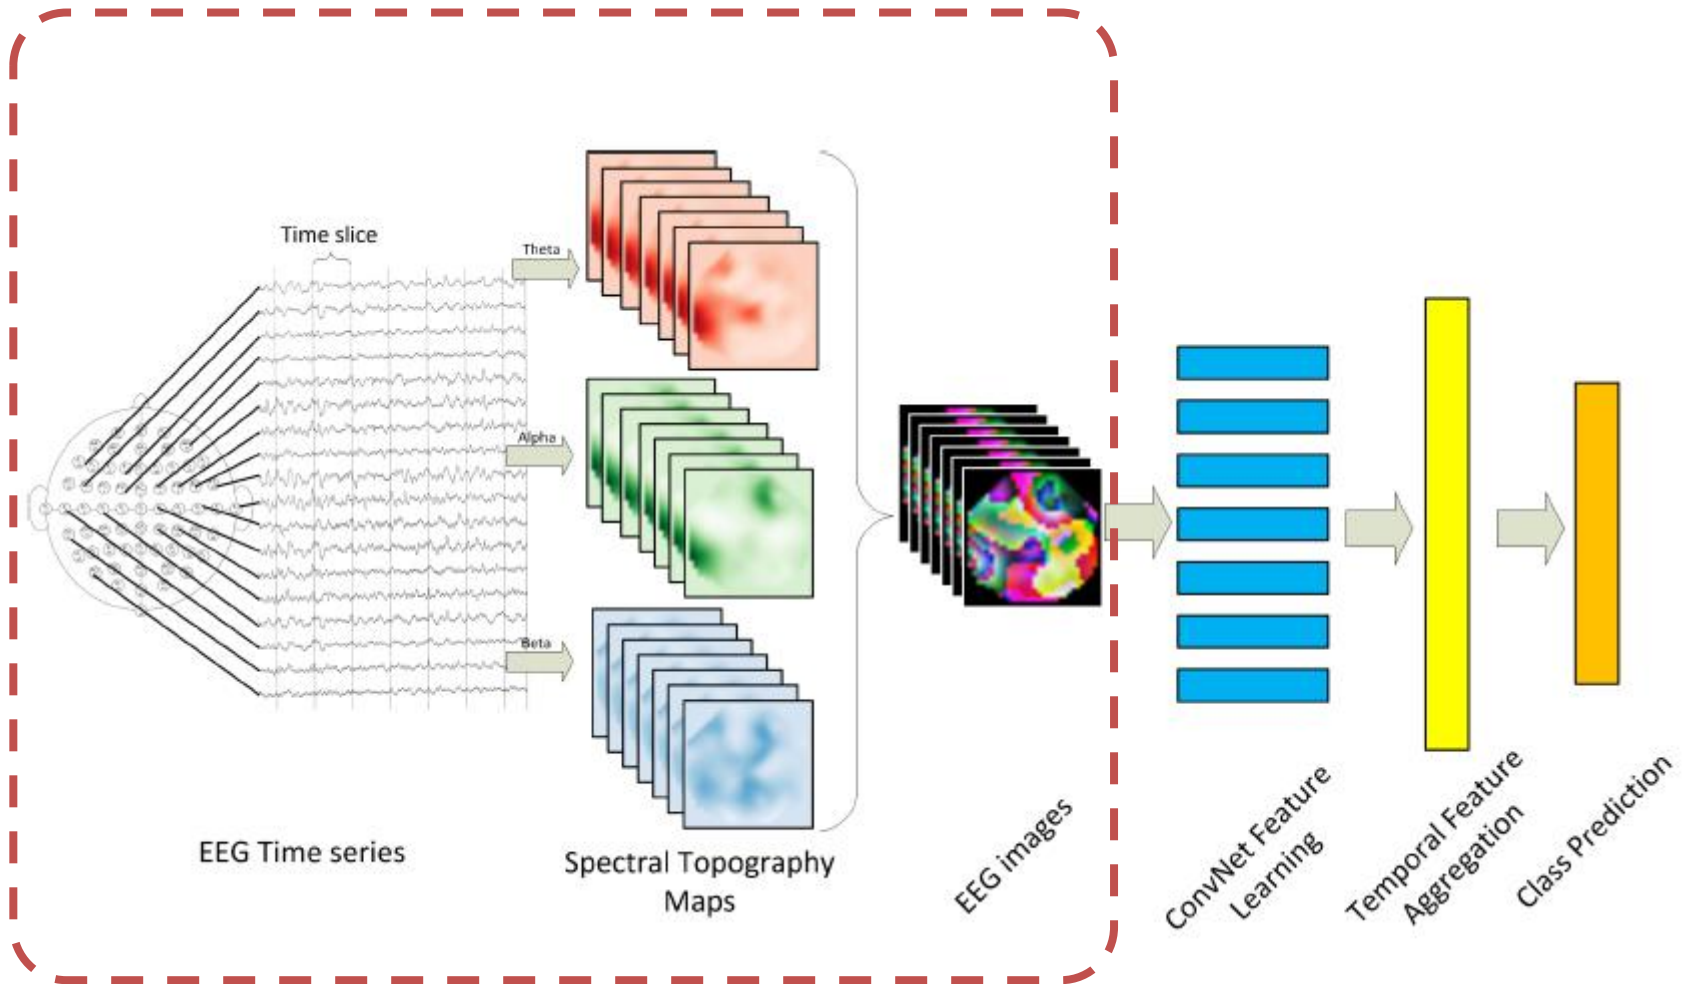 Time slice
Theta
Alpha
Beta
EEG Time series
Spectral Topography
Maps
EEG images
ConvNet Feature
Learning
Temporal Feature
Aggregation
Class Prediction